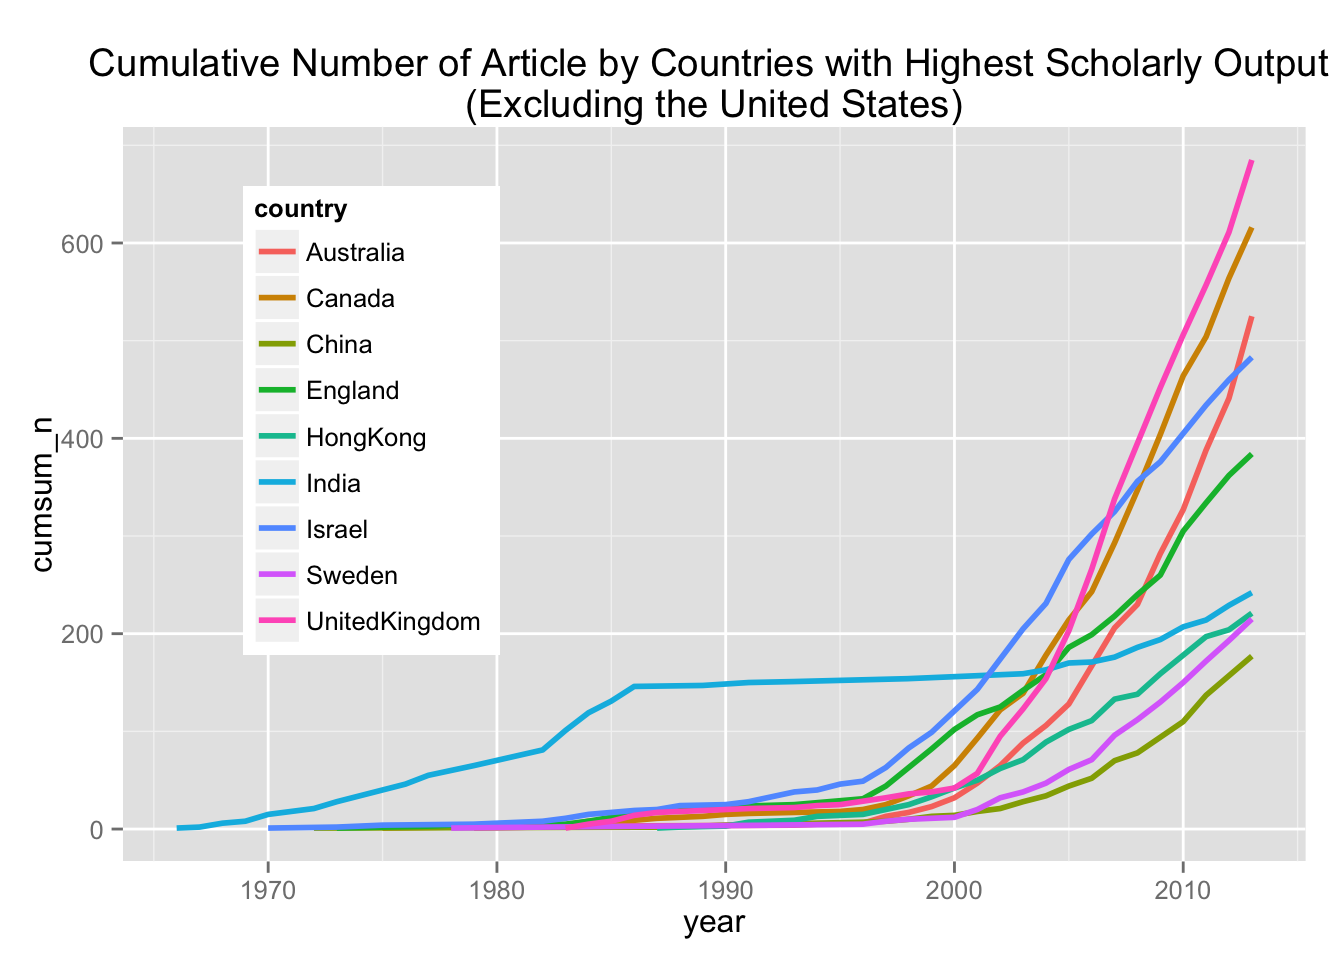 Cumulative Number of Article by Countries with Highest Scholarly Output
(Excluding the United States)
country
Australia
Canada
China
England
HongKong
India
Israel
Sweden
UnitedKingdom
600
400
200
0
cumsum_n
1970 1980 1990 2000 2010
year